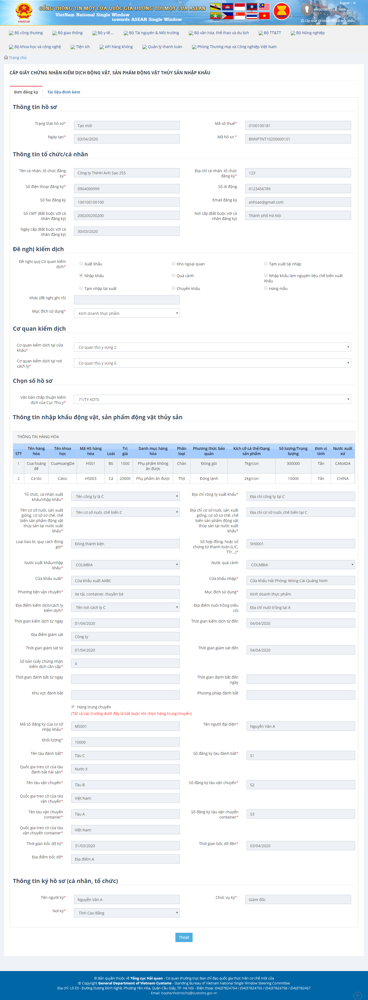 CỔNG THÔNG TIN MỘT CỬA QUỐC GIA HƯỚNG TỚI MỘT CỬA ASEAN
VietNam National Single Window
towards ASEAN Single Window
VNNSW
English - VI
[0100100181] Thoát
Cập nhật tài khoản Đổi mật khẩu
Bộ công thương Bộ giao thông Bộ y tế.... Bộ Tài nguyên & Môi trường Bộ văn hóa, thể thao và du lịch Bộ TT&TT Bộ Nông nghiệp
Bộ khoa học và công nghệ Tiện ích API hàng không Quản lý thanh toán Phòng Thương mại và Công nghiệp Việt Nam
Trang chủ
CẤP GIẤY CHỨNG NHẬN KIỂM DỊCH ĐỘNG VẬT, SẢN PHẨM ĐỘNG VẬT THỦY SẢN NHẬP KHẨU
Đơn đăng ký Tài liệu đính kèm
Thông tin hồ sơ
Trạng thái hồ sơ* Tạo mới Mã số thuế* 0100100181
Ngày tạo* 03/04/2020 Mã hồ sơ * BNNPTNT10200000101
Thông tin tổ chức/cá nhân
Tên cá nhân, tổ chức đăng ký* Công ty TNHH Ánh Sao 255 Địa chỉ cá nhân, tổ chức đăng ký* 123
Số điện thoại đăng ký* 0904000999 Số di động 0123456789
Số fax đăng ký 100100100100 Email đăng ký anhsao@gmail.com
Số CMT (Bắt buộc với cá nhân đăng ký) 200200200200 Nơi cấp (Bắt buộc với cá nhân đăng ký) Thành phố Hà Nội
Ngày cấp (Bắt buộc với cá nhân đăng ký) 30/03/2020
Đề nghị kiểm dịch
Đề nghị quý Cơ quan kiểm dịch* Xuất khẩu Kho ngoại quan Tạm xuất tái nhập
Nhập khẩu Quá cảnh Nhập khẩu làm nguyên liệu chế biến xuất khẩu
Tạm nhập tái xuất Chuyển khẩu Hàng mẫu
Khác (đề nghị ghi rõ)
Mục đích sử dụng* Kinh doanh thực phẩm
Cơ quan kiểm dịch
Cơ quan kiểm dịch tại cửa khẩu* Cơ quan thú y vùng 2
Cơ quan kiểm dịch tại nơi cách ly* Cơ quan thú y vùng 6
Chọn số hồ sơ
Văn bản chấp thuận kiểm dịch của Cục Thú y* 71/TY-KDTS
Thông tin nhập khẩu động vật, sản phẩm động vật thủy sản
THÔNG TIN HÀNG HÓA
STT Tên hàng hóa Tên khoa học Mã HS hàng hóa Loài Trị giá Danh mục hàng hóa Phân loại Phương thức bảo quản Kích cỡ cá thể/Dạng sản phẩm Số lượng/Trọng lượng Đơn vị tính Nước xuất xứ
1 Cua hoàng đế CuaHoangDe HS01 Bò 1000 Phụ phẩm không ăn được Chân Đóng gói 7kg/con 300000 Tấn CANADA
2 Cá lóc Caloc HS003 Cá 20000 Phụ phẩm ăn được Thịt Đông lạnh 2kg/con 10000 Tấn CHINA
Tổ chức, cá nhân xuất khẩu/nhập khẩu* Tên công ty là C Địa chỉ công ty xuất khẩu* Địa chỉ công ty tại C
Tên cơ sở nuôi, sản xuất giống, cơ sở sơ chế, chế biến sản phẩm động vật thủy sản tại nước xuất khẩu* Tên cơ sở nuôi, chế biến C Địa chỉ cơ sở nuôi, sản xuất giống, cơ sở sơ chế, chế biến sản phẩm động vật thủy sản tại nước xuất khẩu* Địa chỉ cơ sở nuôi, chế biến tại C
Loại bao bì, quy cách đóng gói* Đóng thành kiện Số hợp đồng, hoặc số chứng từ thanh toán (L/C, TTr...)* SH0001
Nước xuất khẩu/nhập khẩu* COLMBIA Nước quá cảnh COLMBIA
Cửa khẩu xuất* Cửa khẩu xuất AABC Cửa khẩu nhập* Cửa khẩu Hải Phòng; Móng Cái-Quảng Ninh
Phương tiện vận chuyển* Xe tải, container, thuyền bè Mục đích sử dụng* Kinh doanh thực phẩm
Địa điểm kiểm dịch/cách ly kiểm dịch* Tên nơi cách ly C Địa điểm nuôi trồng (nếu có) Địa chỉ nuôi trồng tại A
Thời gian kiểm dịch từ ngày 01/04/2020 Thời gian kiểm dịch từ đến 04/04/2020
Địa điểm giám sát Công ty
Thời gian giám sát từ 01/04/2020 Thời gian giám sát đến 04/04/2020
Số bản Giấy chứng nhận kiểm dịch cần cấp* 4
Thời gian đánh bắt từ ngày Thời gian đánh bắt đến ngày
Khu vực đánh bắt Phương pháp đánh bắt
Hàng trung chuyển
(Tất cả các trường dưới đây là bắt buộc khi chọn hàng trung chuyển)
Mã số đăng ký của cơ sở nhập khẩu* MS001 Tên người đại diện* Nguyễn Văn A
Khối lượng* 10000
Tên tàu đánh bắt* Tàu C Số đăng ký tàu đánh bắt* S1
Quốc gia treo cờ của tàu đánh bắt hải sản* Nước X
Tên tàu vận chuyển* Tàu B Số đăng ký tàu vận chuyển* S2
Quốc gia treo cờ của tàu vận chuyển* Việt Nam
Tên tàu vận chuyển container* Tàu A Số đăng ký tàu vận chuyển container* S3
Quốc gia treo cờ của tàu vận chuyển container* Việt Nam
Thời gian bốc dỡ từ* 31/03/2020 Thời gian bốc dỡ đến* 03/04/2020
Địa điểm bốc dỡ* Địa điểm A
Thông tin ký hồ sơ (cá nhân, tổ chức)
Tên người ký* Nguyễn Văn A Chức vụ ký* Giám đốc
Nơi ký* Tỉnh Cao Bằng
Thoát
© Bản quyền thuộc về Tổng cục Hải quan - Cơ quan thường trực Ban chỉ đạo quốc gia thực hiện cơ chế một cửa
© Copyright General Department of Vietnam Customs - Standing Bureau of Vietnam National Single Window Steering Committee
Địa chỉ: Lô E3 - Đường Dương Đình Nghệ, Phường Yên Hòa, Quận Cầu Giấy, TP. Hà Nội - Điện thoại: (04)37824754 / (04)37824755 / (04)37824756 / (04)3782457
Email: bophanhotrotchq@customs.gov.vn